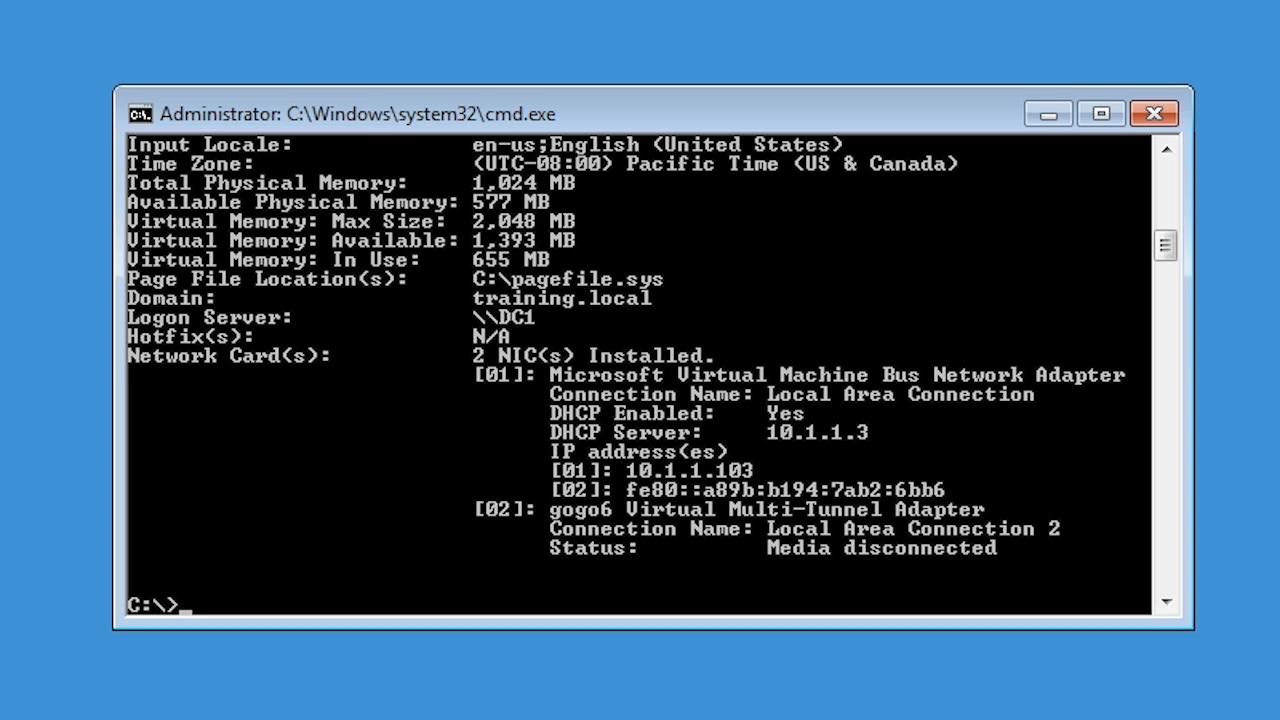 Administrator: C:\Windows\system32\cmd.exe
Input Locale: en-us;English (United States)
Time Zone: (UTC-08:00) Pacific Time (US & Canada)
Total Physical Memory: 1,024 MB
Available Physical Memory: 577 MB
Virtual Memory: Max Size: 2,048 MB
Virtual Memory: Available: 1,393 MB
Virtual Memory: In Use: 655 MB
Page File Location(s): C:\pagefile.sys
Domain: training.local
Logon Server: \\DC1
Hotfix(s): N/A
Network Card(s): 2 NIC(s) Installed.
[01]: Microsoft Virtual Machine Bus Network Adapter
Connection Name: Local Area Connection
DHCP Enabled: Yes
DHCP Server: 10.1.1.3
IP address(es)
[01]: 10.1.1.103
[02]: fe80::a89b:b194:7ab2:6bb6
[02]: gogo6 Virtual Multi-Tunnel Adapter
Connection Name: Local Area Connection 2
Status: Media disconnected
C:\>_